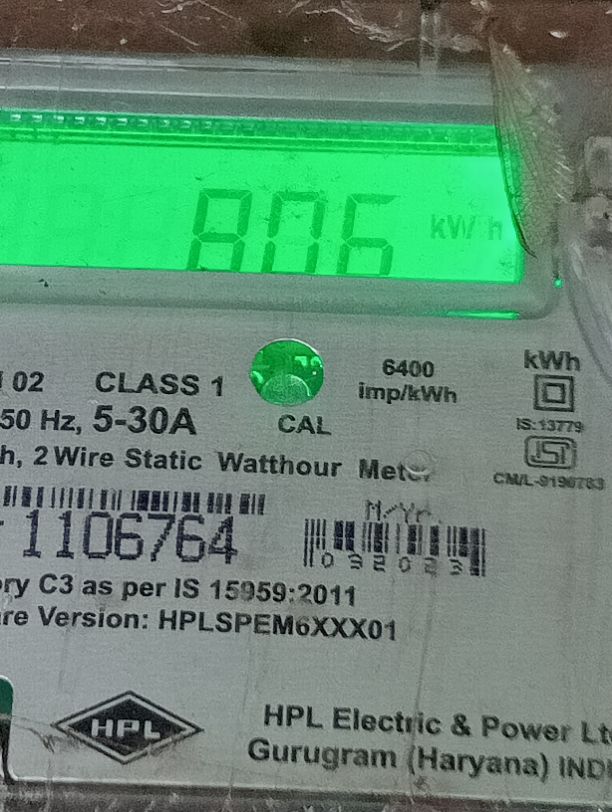 806 kWh
02 CLASS 1
6400
imp/kWh
kWh
50 Hz, 5-30A
CAL
IS:13779
h, 2 Wire Static Watthour Meter
ISI
CM/L-9190783
M/Yr.
1106764
032023
ry C3 as per IS 15959:2011
re Version: HPLSPEM6XXX01
HPL
HPL Electric & Power Lt
Gurugram (Haryana) INDI